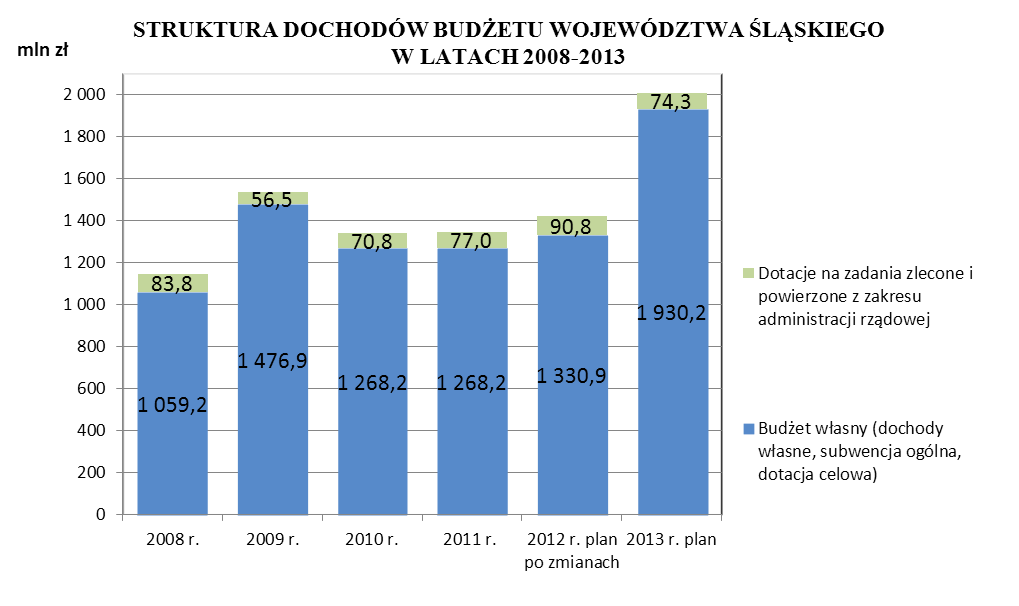 STRUKTURA DOCHODÓW BUDŻETU WOJEWÓDZTWA ŚLĄSKIEGO
W LATACH 2008-2013
mln zł
2 000
1 800
1 600
1 400
1 200
1 000
800
600
400
200
0
83,8
56,5
70,8
77,0
90,8
74,3
1 059,2
1 476,9
1 268,2
1 268,2
1 330,9
1 930,2
2008 r.
2009 r.
2010 r.
2011 r.
2012 r. plan
po zmianach
2013 r. plan
Dotacje na zadania zlecone i
powierzone z zakresu
administracji rządowej
Budżet własny (dochody
własne, subwencja ogólna,
dotacja celowa)